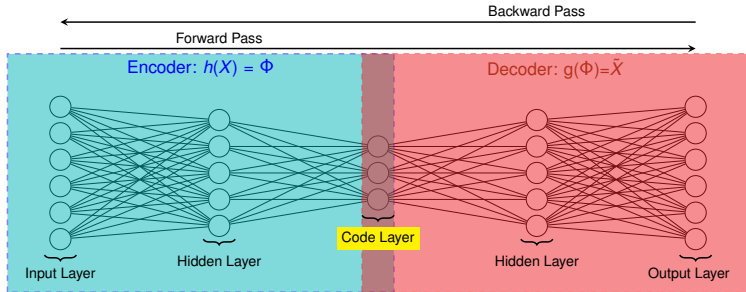 Backward Pass
Forward Pass
Encoder: h(X) = Φ
Decoder: g(Φ)=X̃
Code Layer
Hidden Layer
Hidden Layer
Input Layer
Output Layer